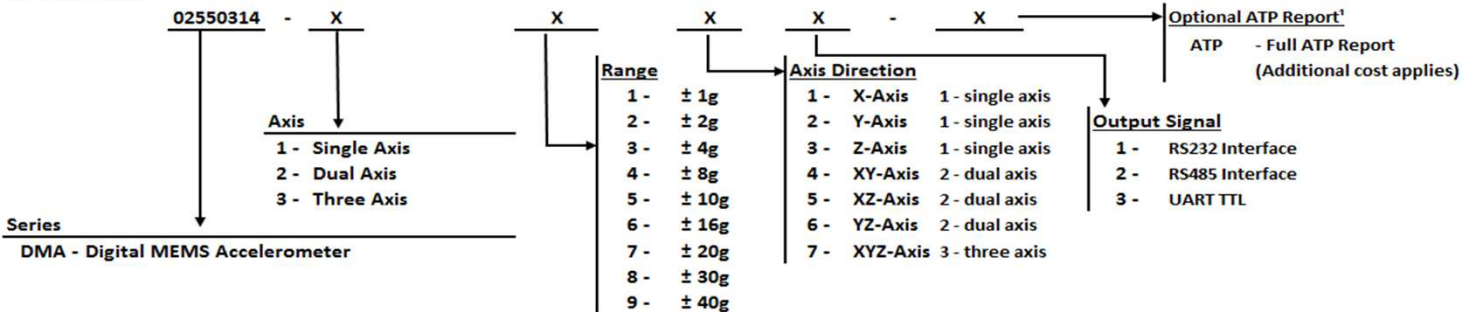 02550314 - X X X X - X
Optional ATP Report¹
ATP - Full ATP Report
(Additional cost applies)
Range
1 - ± 1g
2 - ± 2g
3 - ± 4g
4 - ± 8g
5 - ± 10g
6 - ± 16g
7 - ± 20g
8 - ± 30g
9 - ± 40g
Axis Direction
1 - X-Axis 1 - single axis
2 - Y-Axis 1 - single axis
3 - Z-Axis 1 - single axis
4 - XY-Axis 2 - dual axis
5 - XZ-Axis 2 - dual axis
6 - YZ-Axis 2 - dual axis
7 - XYZ-Axis 3 - three axis
Output Signal
1 - RS232 Interface
2 - RS485 Interface
3 - UART TTL
Axis
1 - Single Axis
2 - Dual Axis
3 - Three Axis
Series
DMA - Digital MEMS Accelerometer